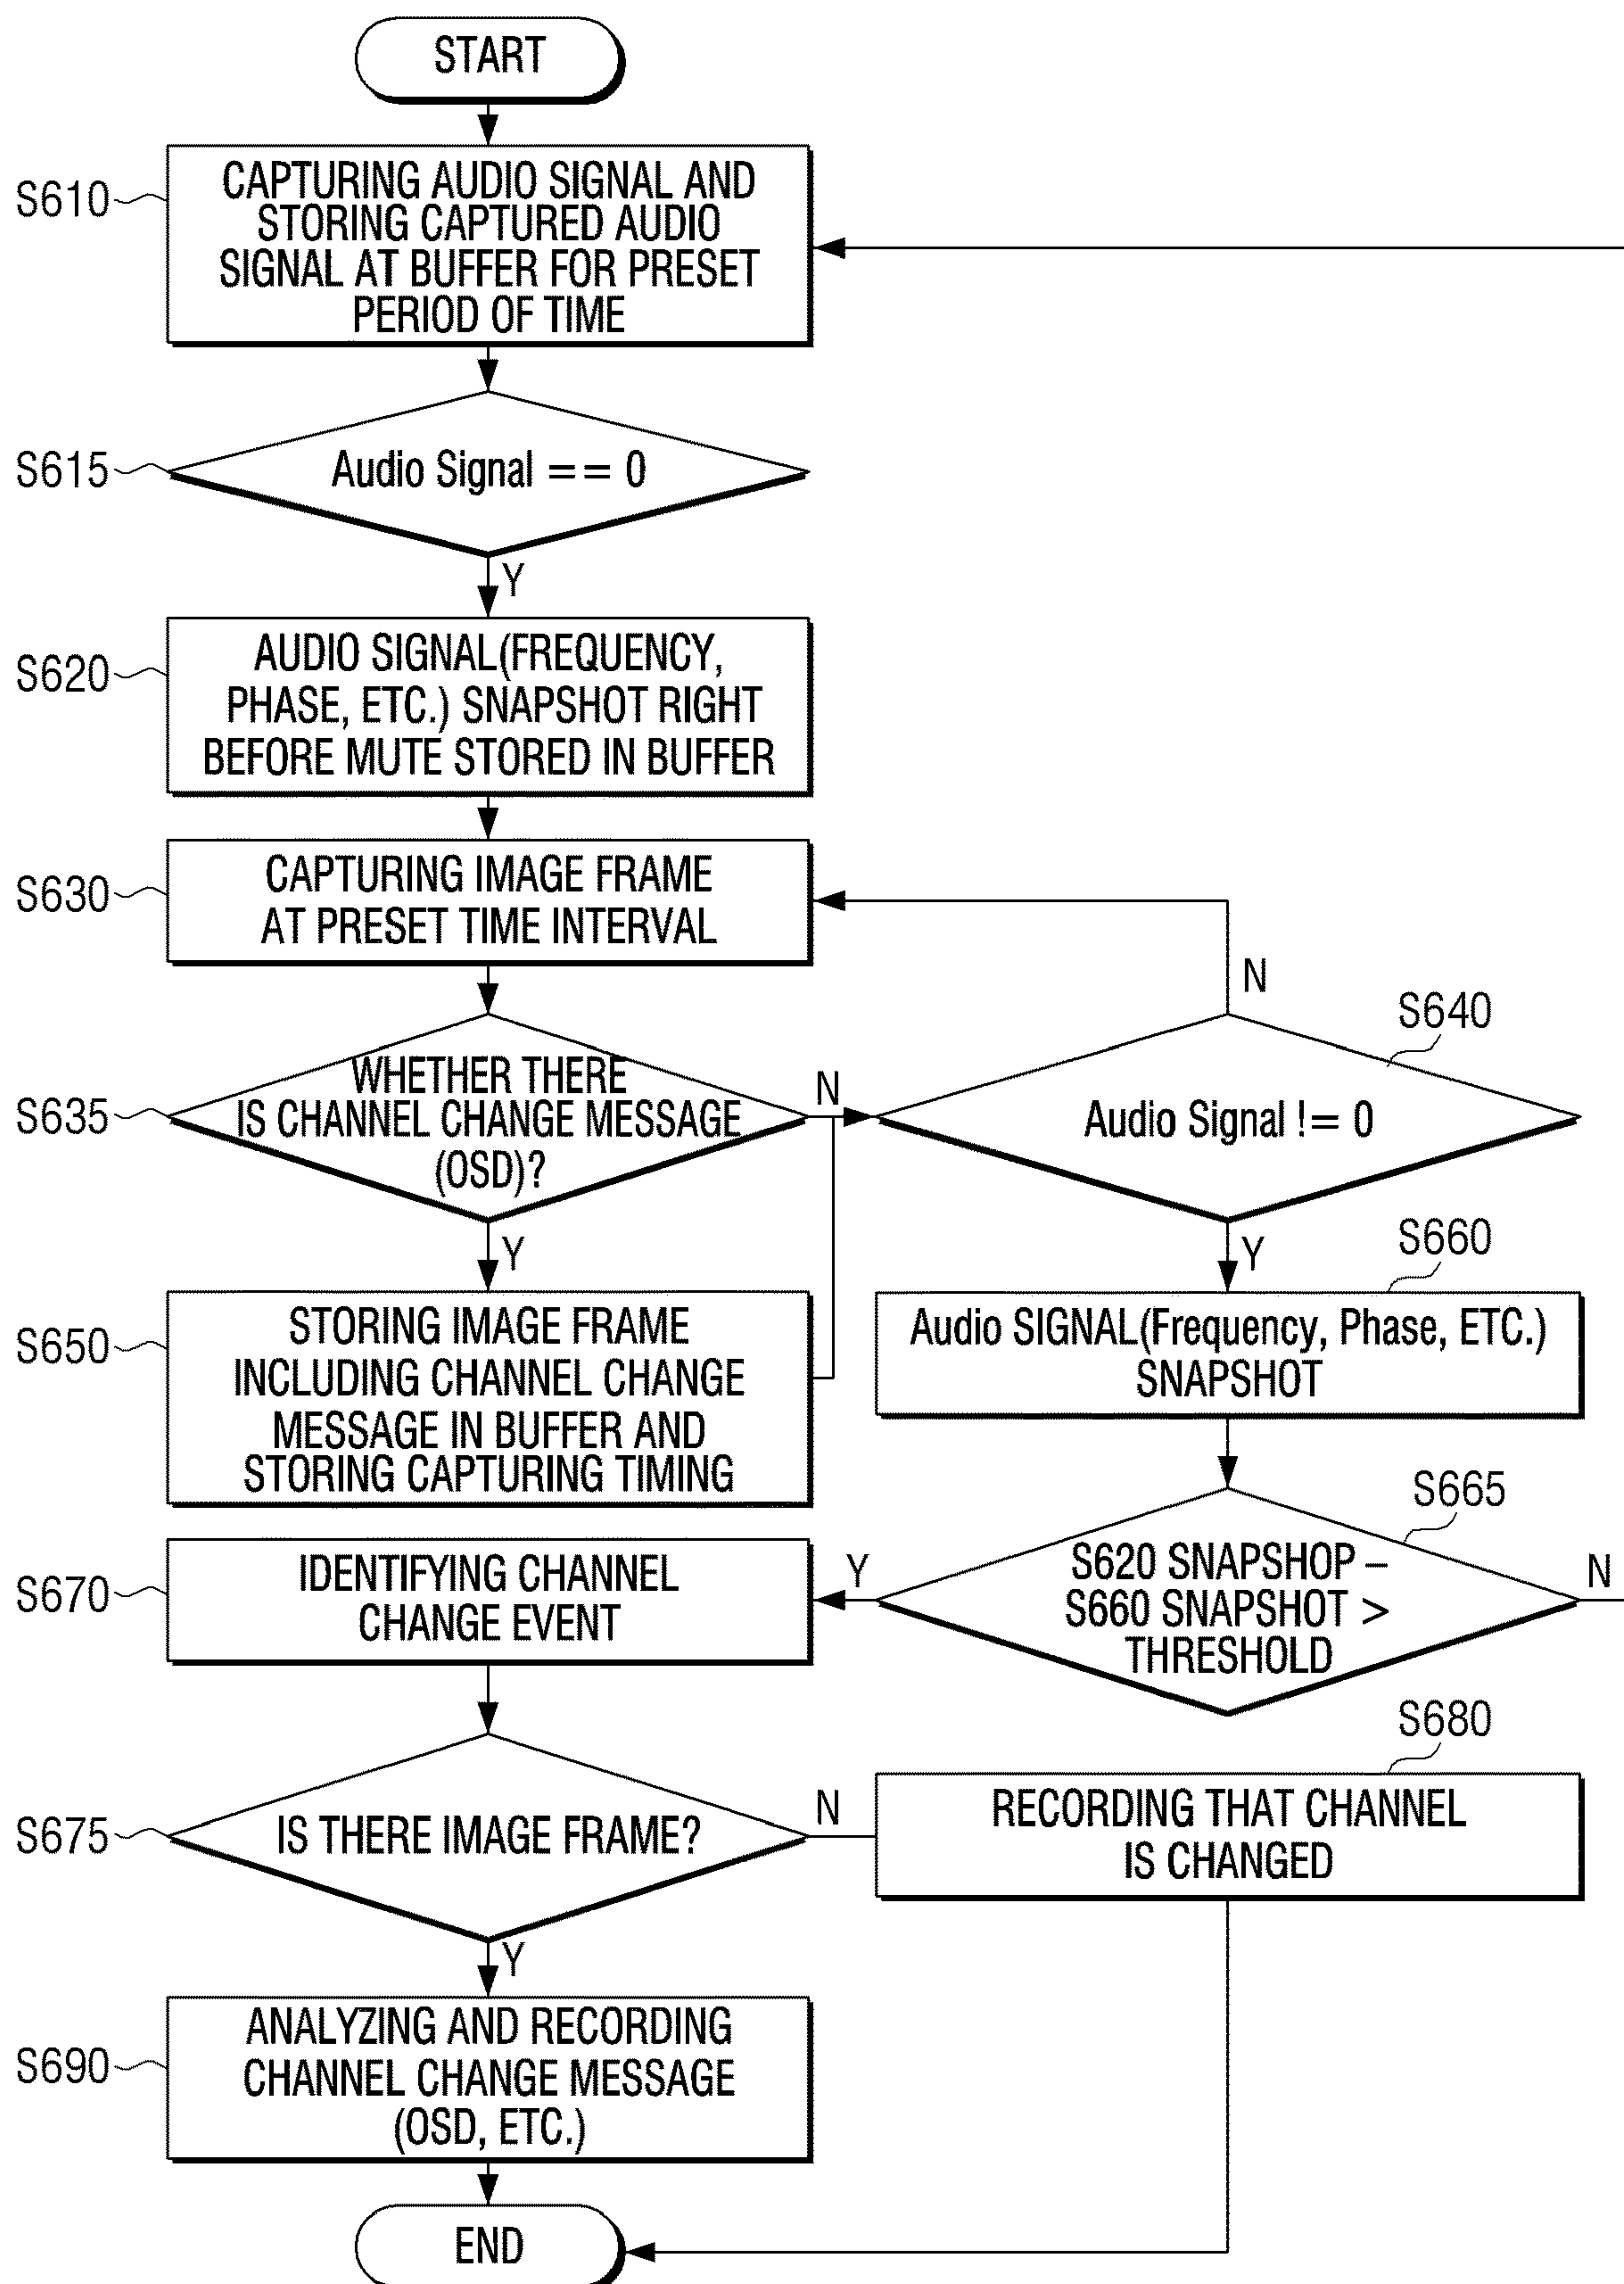 START
S610
CAPTURING AUDIO SIGNAL AND
STORING CAPTURED AUDIO
SIGNAL AT BUFFER FOR PRESET
PERIOD OF TIME
S615
Audio Signal == 0
Y
S620
AUDIO SIGNAL(FREQUENCY,
PHASE, ETC.) SNAPSHOT RIGHT
BEFORE MUTE STORED IN BUFFER
S630
CAPTURING IMAGE FRAME
AT PRESET TIME INTERVAL
N
S635
WHETHER THERE
IS CHANNEL CHANGE MESSAGE
(OSD)?
N
S640
Audio Signal != 0
Y
Y
S650
STORING IMAGE FRAME
INCLUDING CHANNEL CHANGE
MESSAGE IN BUFFER AND
STORING CAPTURING TIMING
S660
Audio SIGNAL(Frequency, Phase, ETC.)
SNAPSHOT
S665
S620 SNAPSHOP –
S660 SNAPSHOT >
THRESHOLD
Y
N
S670
IDENTIFYING CHANNEL
CHANGE EVENT
S675
IS THERE IMAGE FRAME?
N
S680
RECORDING THAT CHANNEL
IS CHANGED
Y
S690
ANALYZING AND RECORDING
CHANNEL CHANGE MESSAGE
(OSD, ETC.)
END